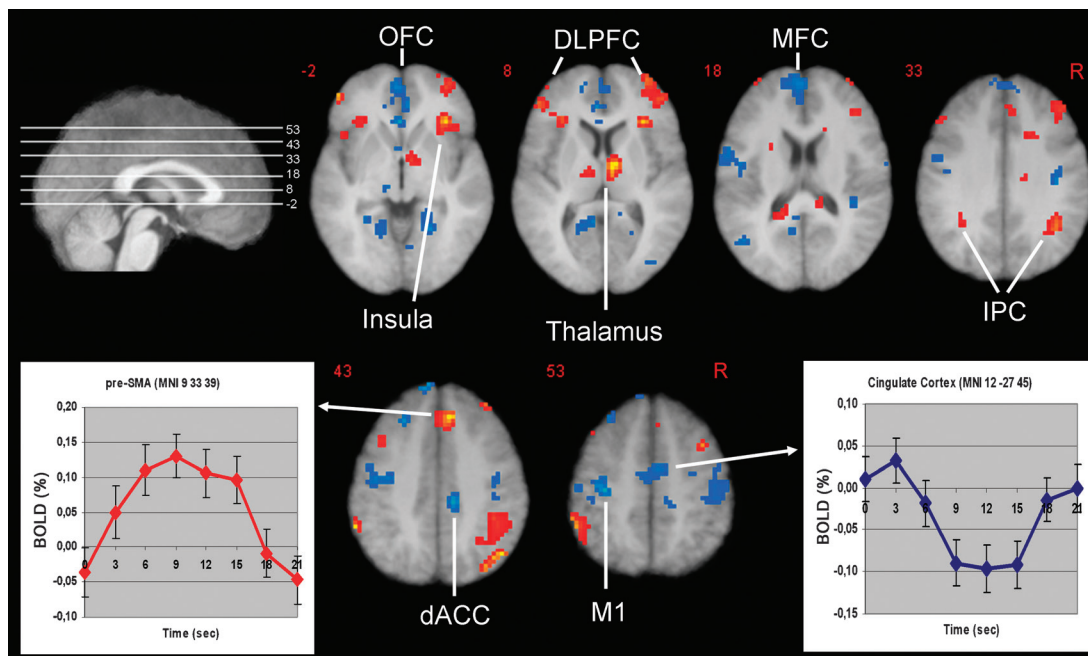 OFC
DLPFC
MFC
-2
8
18
33
R
53
43
33
18
8
-2
Insula
Thalamus
IPC
43
53
R
pre-SMA (MNI 9 33 39)
0,20
0,15
0,10
0,05
0,00
-0,05
-0,10
BOLD (%)
0 3 6 9 12 15 18 21
Time (sec)
dACC
M1
Cingulate Cortex (MNI 12 -27 45)
0,10
0,05
0,00
-0,05
-0,10
-0,15
BOLD (%)
0 3 6 9 12 15 18 21
Time (sec)